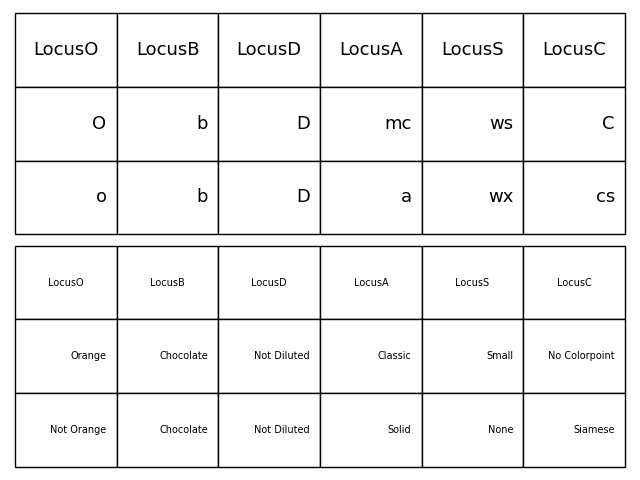 LocusO LocusB LocusD LocusA LocusS LocusC
O b D mc ws C
o b D a wx cs
LocusO LocusB LocusD LocusA LocusS LocusC
Orange Chocolate Not Diluted Classic Small No Colorpoint
Not Orange Chocolate Not Diluted Solid None Siamese